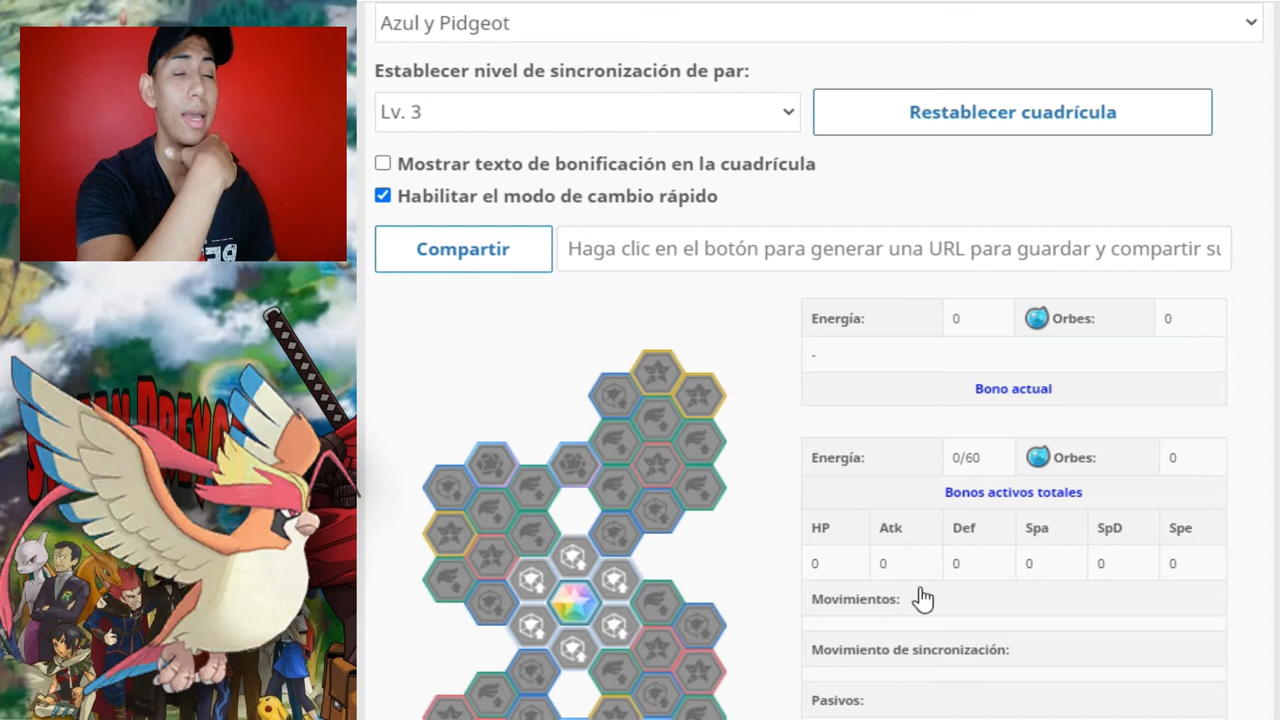 Azul y Pidgeot
Establecer nivel de sincronización de par:
Lv. 3
Restablecer cuadrícula
Mostrar texto de bonificación en la cuadrícula
Habilitar el modo de cambio rápido
Compartir
Haga clic en el botón para generar una URL para guardar y compartir su
Energía: 0 Orbes: 0
-
Bono actual
Energía: 0/60 Orbes: 0
Bonos activos totales
HP Atk Def Spa SpD Spe
0 0 0 0 0 0
Movimientos:
Movimiento de sincronización:
Pasivos: